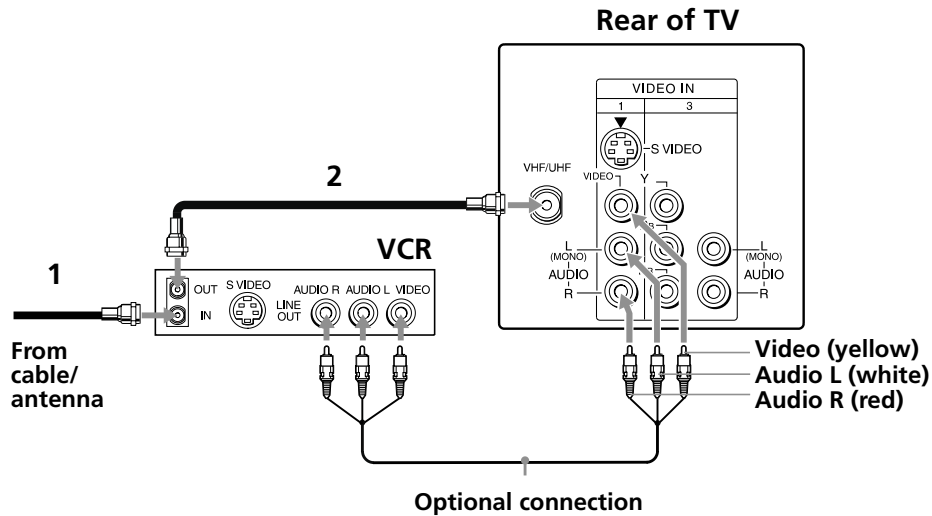 Rear of TV
VIDEO IN
1 3
S VIDEO
VHF/UHF
VIDEO
Y
L
(MONO)
AUDIO
R
L
(MONO)
AUDIO
R
2
VCR
1
OUT
IN
S VIDEO
LINE
OUT
AUDIO R AUDIO L VIDEO
From
cable/
antenna
Video (yellow)
Audio L (white)
Audio R (red)
Optional connection